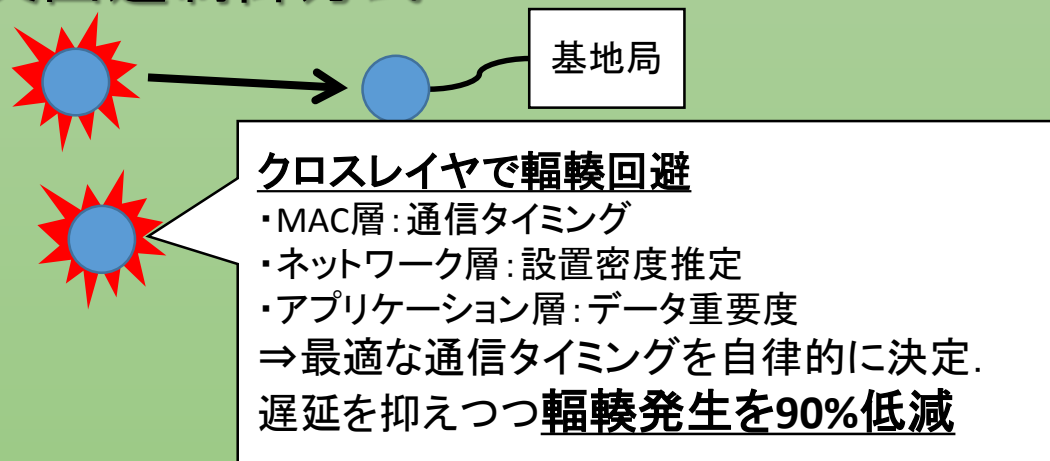 基地局
クロスレイヤで輻輳回避
・MAC層：通信タイミング
・ネットワーク層：設置密度推定
・アプリケーション層：データ重要度
⇒最適な通信タイミングを自律的に決定.
遅延を抑えつつ輻輳発生を90%低減